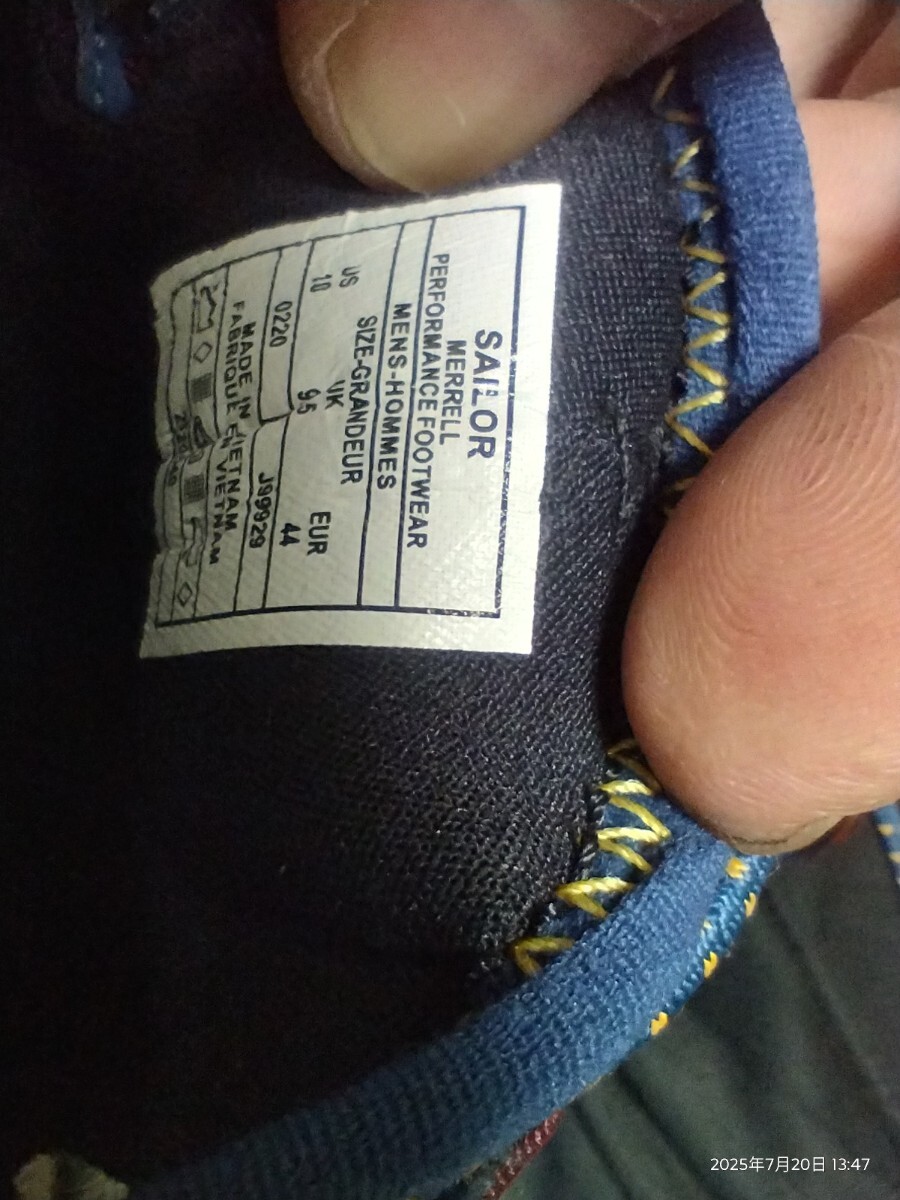 SAILOR
MERRELL
PERFORMANCE FOOTWEAR
MENS-HOMMES
SIZE-GRANDEUR
US UK EUR
10 9.5 44
0220 J99929
MADE IN VIETNAM
FABRIQUE EN VIETNAM
2025年7月20日 13:47